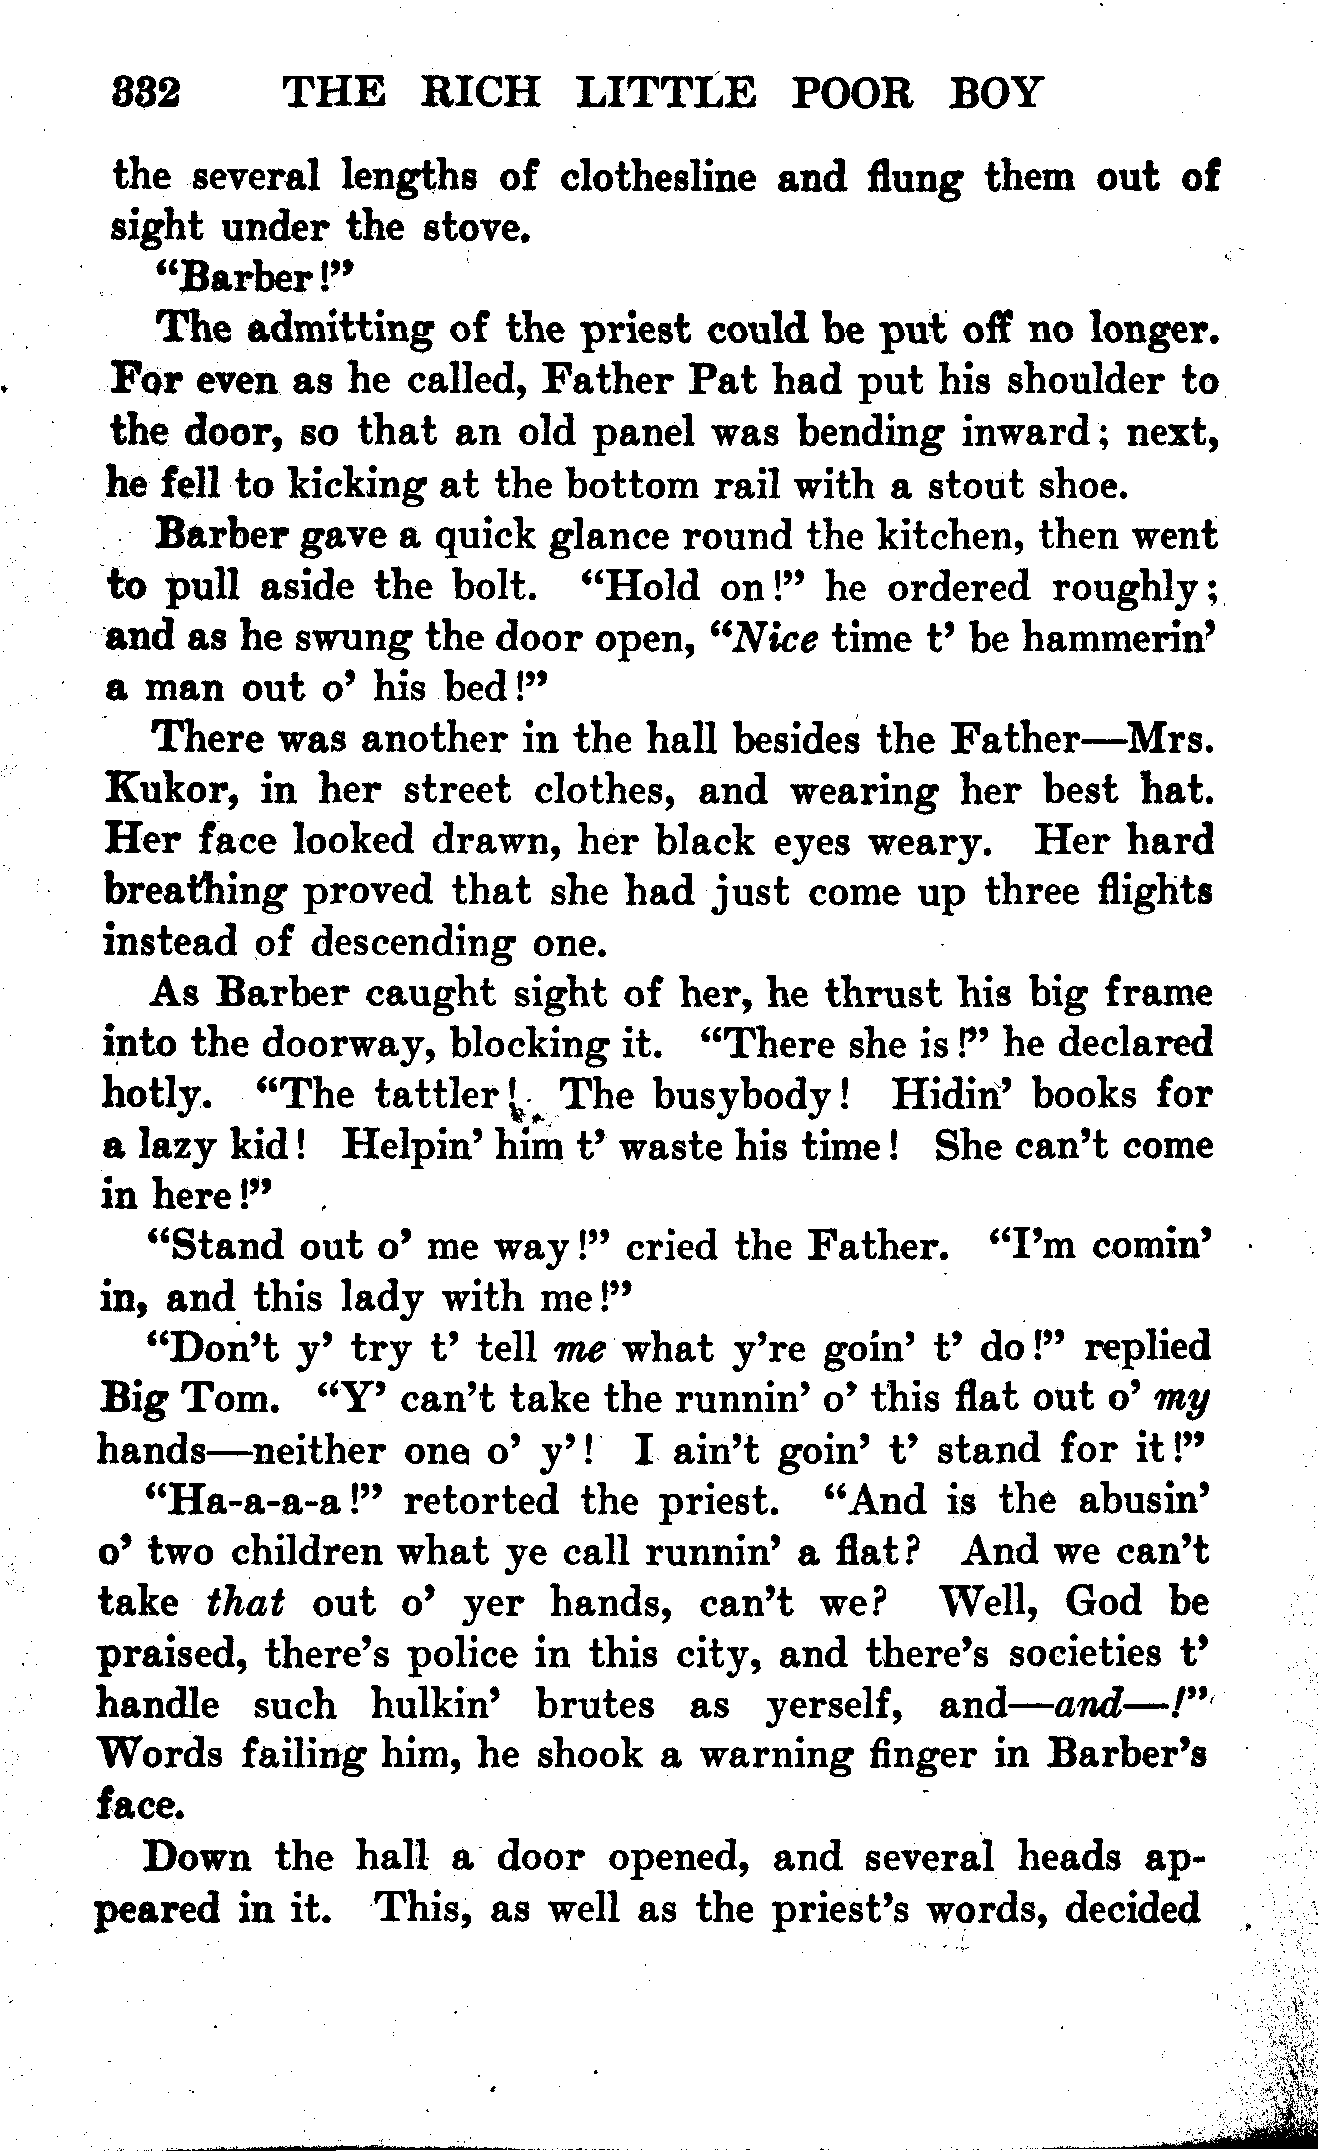 332 THE RICH LITTLE POOR BOY
the several lengths of clothesline and flung them out of
sight under the stove.
“Barber!”
The admitting of the priest could be put off no longer.
For even as he called, Father Pat had put his shoulder to
the door, so that an old panel was bending inward; next,
he fell to kicking at the bottom rail with a stout shoe.
Barber gave a quick glance round the kitchen, then went
to pull aside the bolt. “Hold on!” he ordered roughly;
and as he swung the door open, “Nice time t’ be hammerin’
a man out o’ his bed!”
There was another in the hall besides the Father—Mrs.
Kukor, in her street clothes, and wearing her best hat.
Her face looked drawn, her black eyes weary. Her hard
breathing proved that she had just come up three flights
instead of descending one.
As Barber caught sight of her, he thrust his big frame
into the doorway, blocking it. “There she is!” he declared
hotly. “The tattler! The busybody! Hidin’ books for
a lazy kid! Helpin’ him t’ waste his time! She can’t come
in here!”
“Stand out o’ me way!” cried the Father. “I’m comin’
in, and this lady with me!”
“Don’t y’ try t’ tell me what y’re goin’ t’ do!” replied
Big Tom. “Y’ can’t take the runnin’ o’ this flat out o’ my
hands—neither one o’ y’! I ain’t goin’ t’ stand for it!”
“Ha-a-a-a!” retorted the priest. “And is the abusin’
o’ two children what ye call runnin’ a flat? And we can’t
take that out o’ yer hands, can’t we? Well, God be
praised, there’s police in this city, and there’s societies t’
handle such hulkin’ brutes as yerself, and—and—!”
Words failing him, he shook a warning finger in Barber’s
face.
Down the hall a door opened, and several heads ap-
peared in it. This, as well as the priest’s words, decided